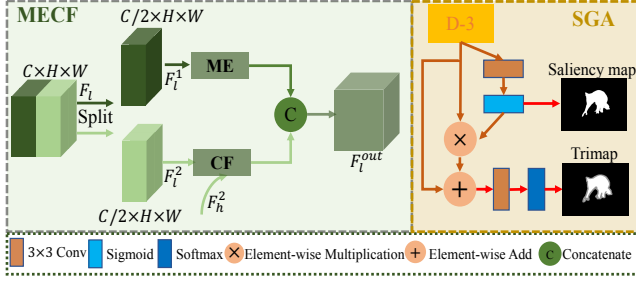 MECF
C/2×H×W
C×H×W
F_l
Split
F_l^1
ME
C
F_l^out
F_l^2
CF
F_h^2
C/2×H×W
SGA
D-3
Saliency map
×
Trimap
+
3×3 Conv
Sigmoid
Softmax
× Element-wise Multiplication
+ Element-wise Add
C Concatenate